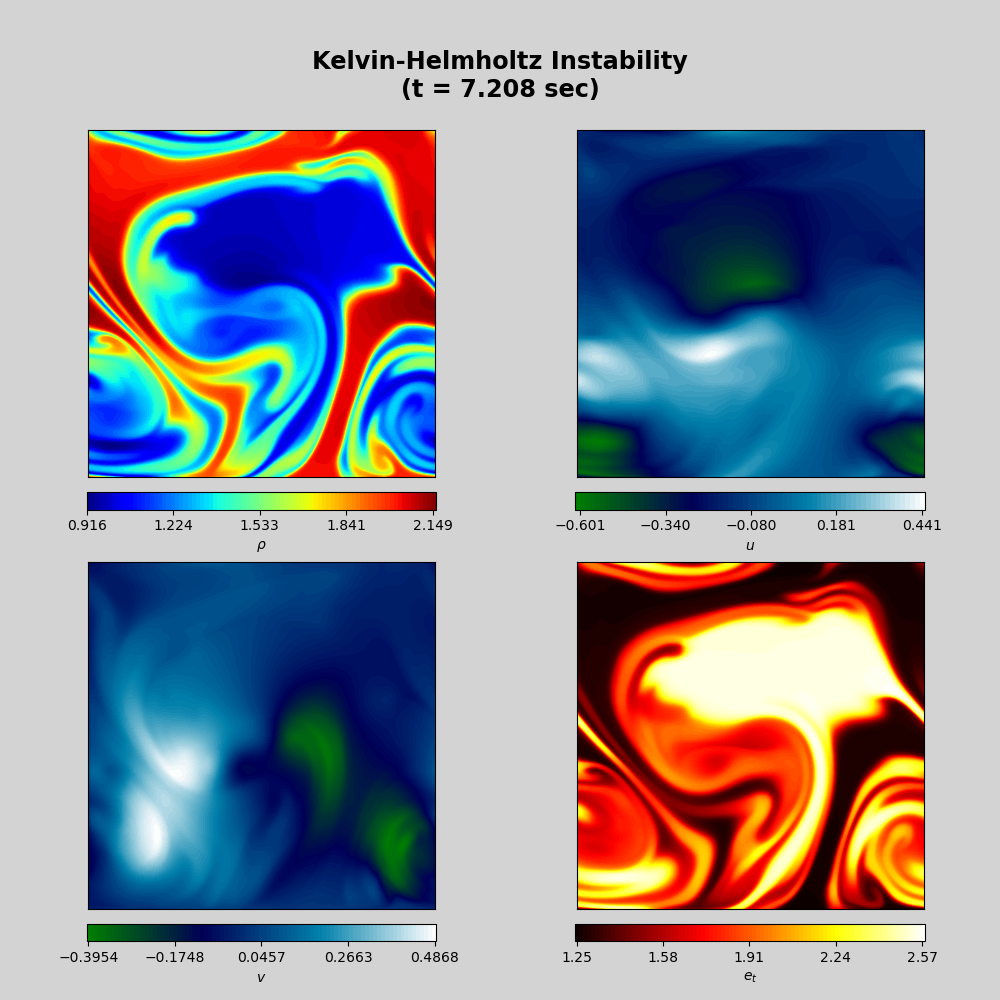 Kelvin-Helmholtz Instability
(t = 7.208 sec)
0.916 1.224 1.533 1.841 2.149
ρ
−0.601 −0.340 −0.080 0.181 0.441
u
−0.3954 −0.1748 0.0457 0.2663 0.4868
v
1.25 1.58 1.91 2.24 2.57
eₜ